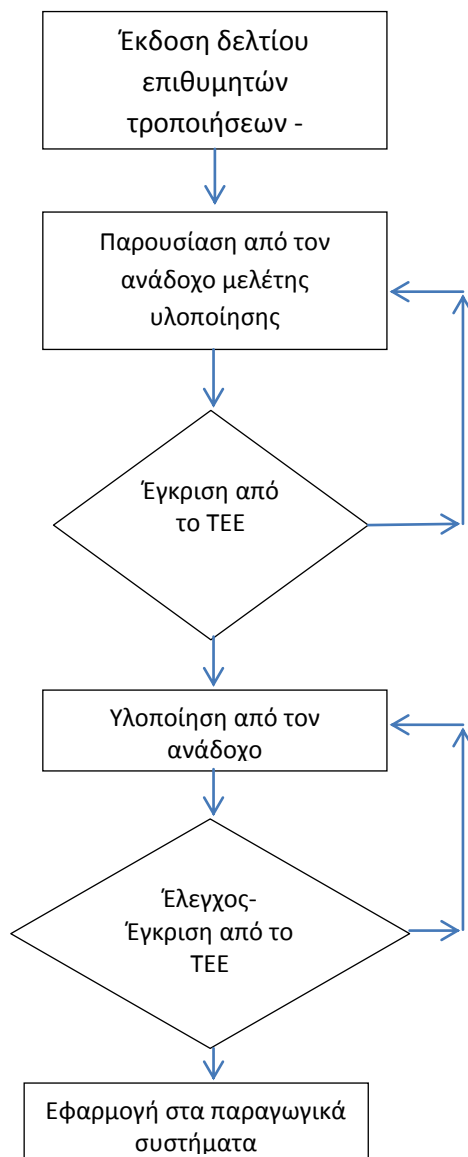 Έκδοση δελτίου
επιθυμητών
τροποιήσεων -
Παρουσίαση από τον
ανάδοχο μελέτης
υλοποίησης
Έγκριση από
το ΤΕΕ
Υλοποίηση από τον
ανάδοχο
Έλεγχος-
Έγκριση από το
ΤΕΕ
Εφαρμογή στα παραγωγικά
συστήματα